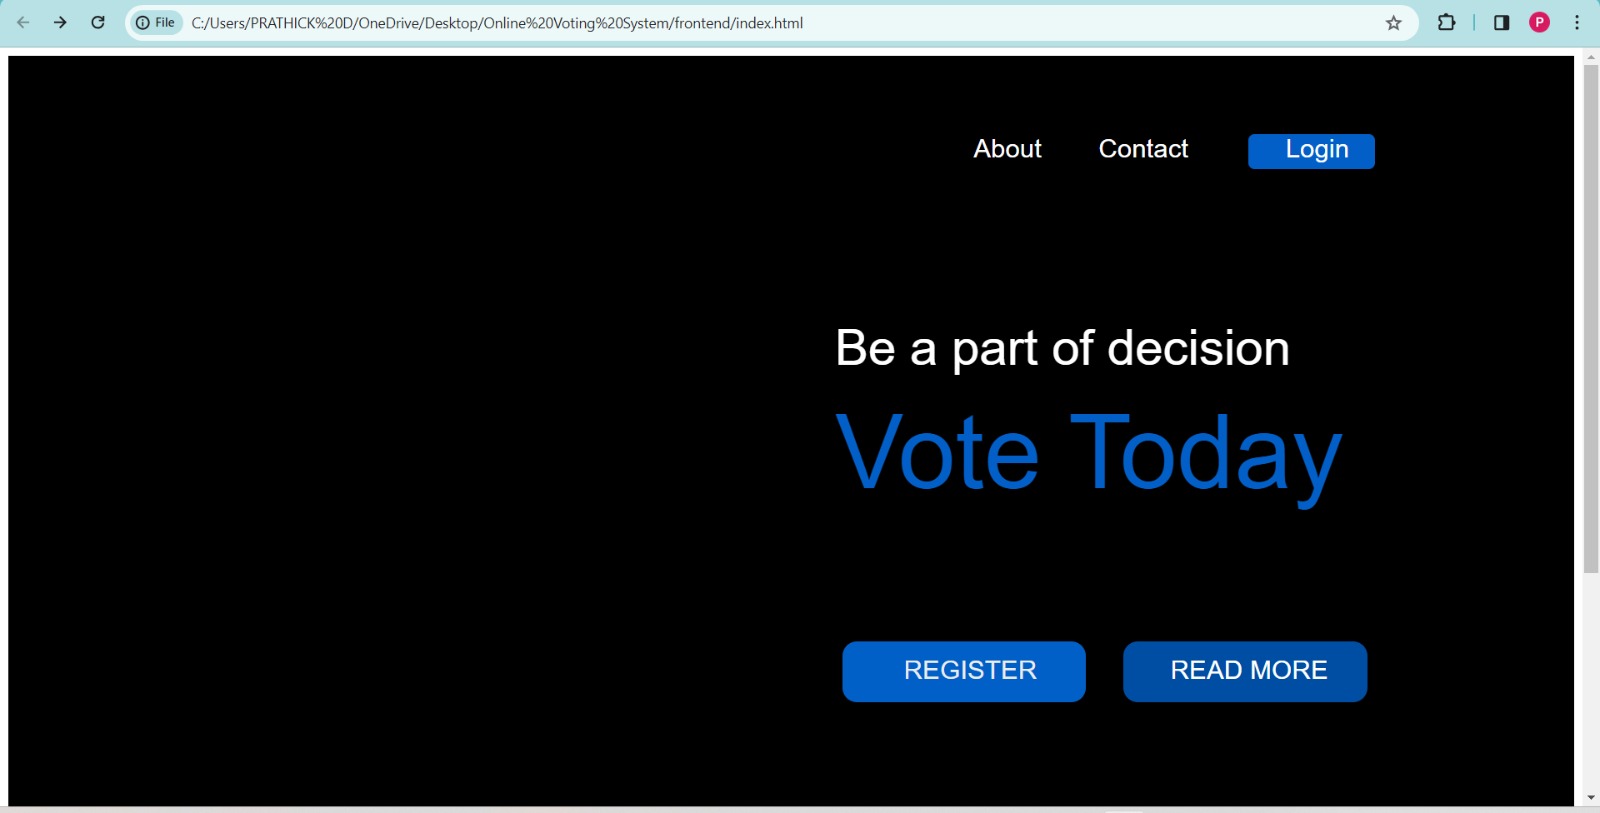 File C:/Users/PRATHICK%20D/OneDrive/Desktop/Online%20Voting%20System/frontend/index.html P
About Contact Login
Be a part of decision
Vote Today
REGISTER READ MORE